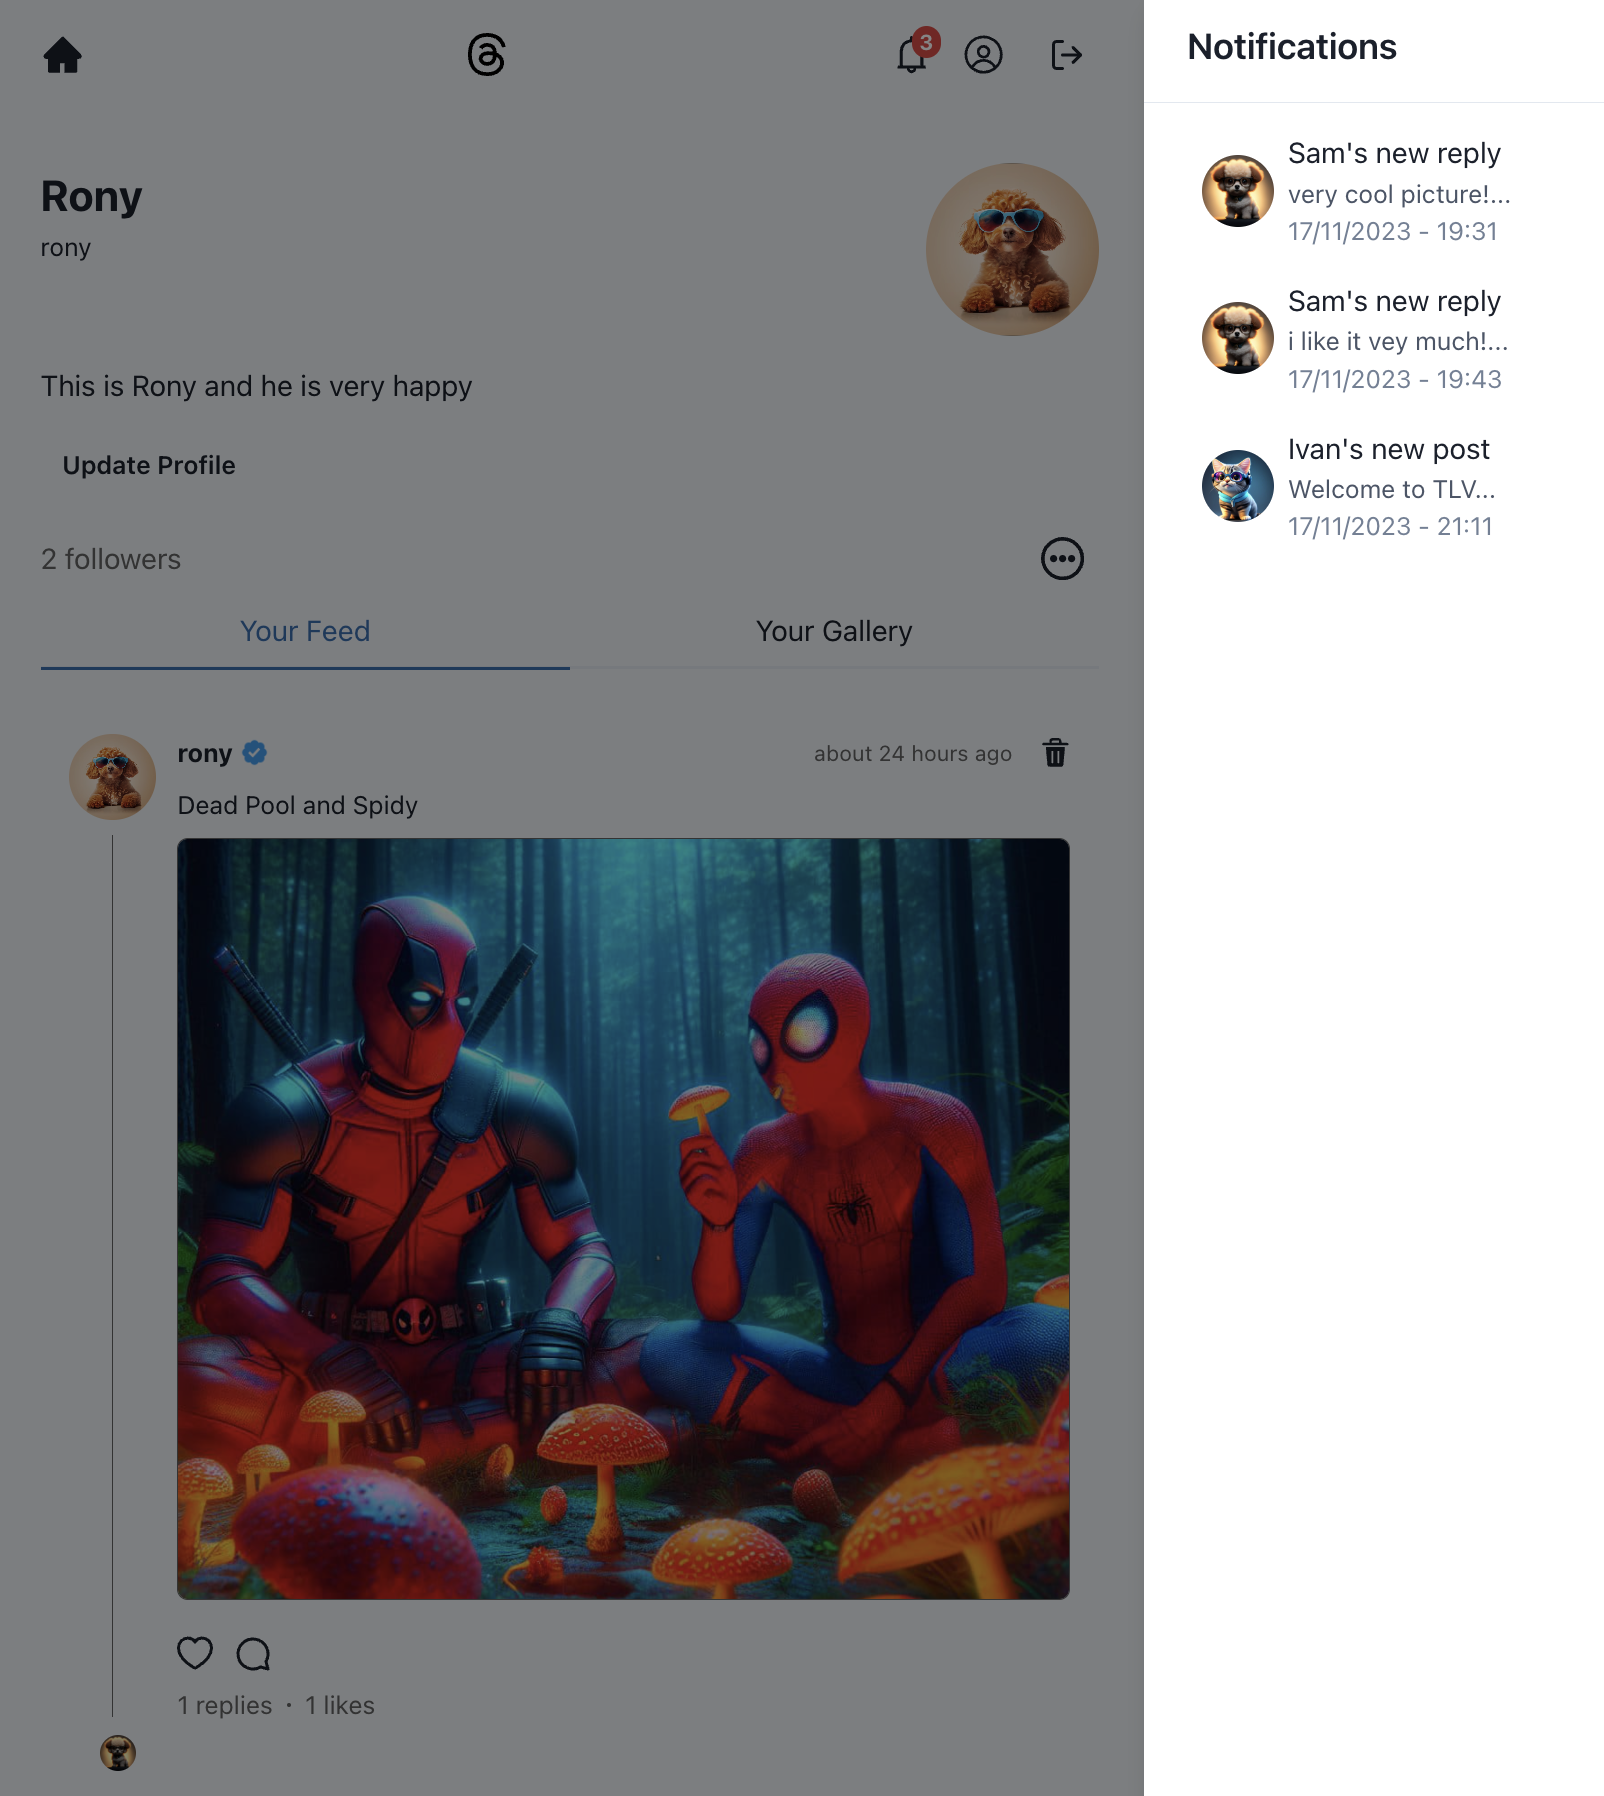 3
Rony
rony
This is Rony and he is very happy
Update Profile
2 followers
Your Feed
Your Gallery
rony
about 24 hours ago
Dead Pool and Spidy
1 replies · 1 likes
Notifications
Sam's new reply
very cool picture!...
17/11/2023 - 19:31
Sam's new reply
i like it vey much!...
17/11/2023 - 19:43
Ivan's new post
Welcome to TLV...
17/11/2023 - 21:11